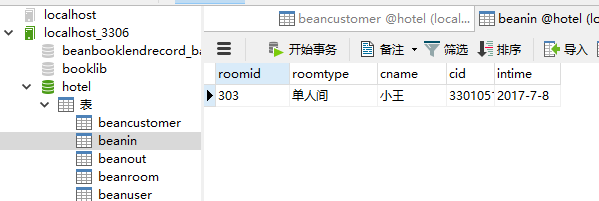 localhost
localhost_3306
beanbooklendrecord_ba
booklib
hotel
表
beancustomer
beanin
beanout
beanroom
beanuser
beancustomer @hotel (local...
beanin @hotel (local...
开始事务 备注 筛选 排序 导入
roomid roomtype cname cid intime
303 单人间 小王 330105 2017-7-8